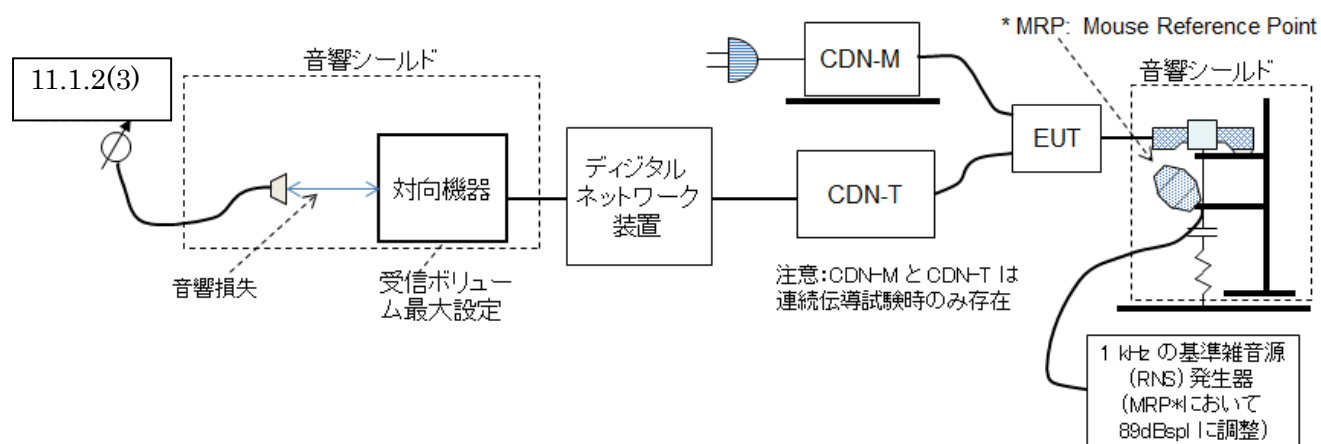 * MRP: Mouse Reference Point
音響シールド
11.1.2(3)
CDN-M
音響シールド
EUT
対向機器
ディジタル
ネットワーク
装置
CDN-T
音響損失
受信ボリュー
ム最大設定
注意:CDN-M と CDN-T は
連続伝導試験時のみ存在
1 kHz の基準雑音源
(RNS) 発生器
(MRP*において
89dBspl に調整)